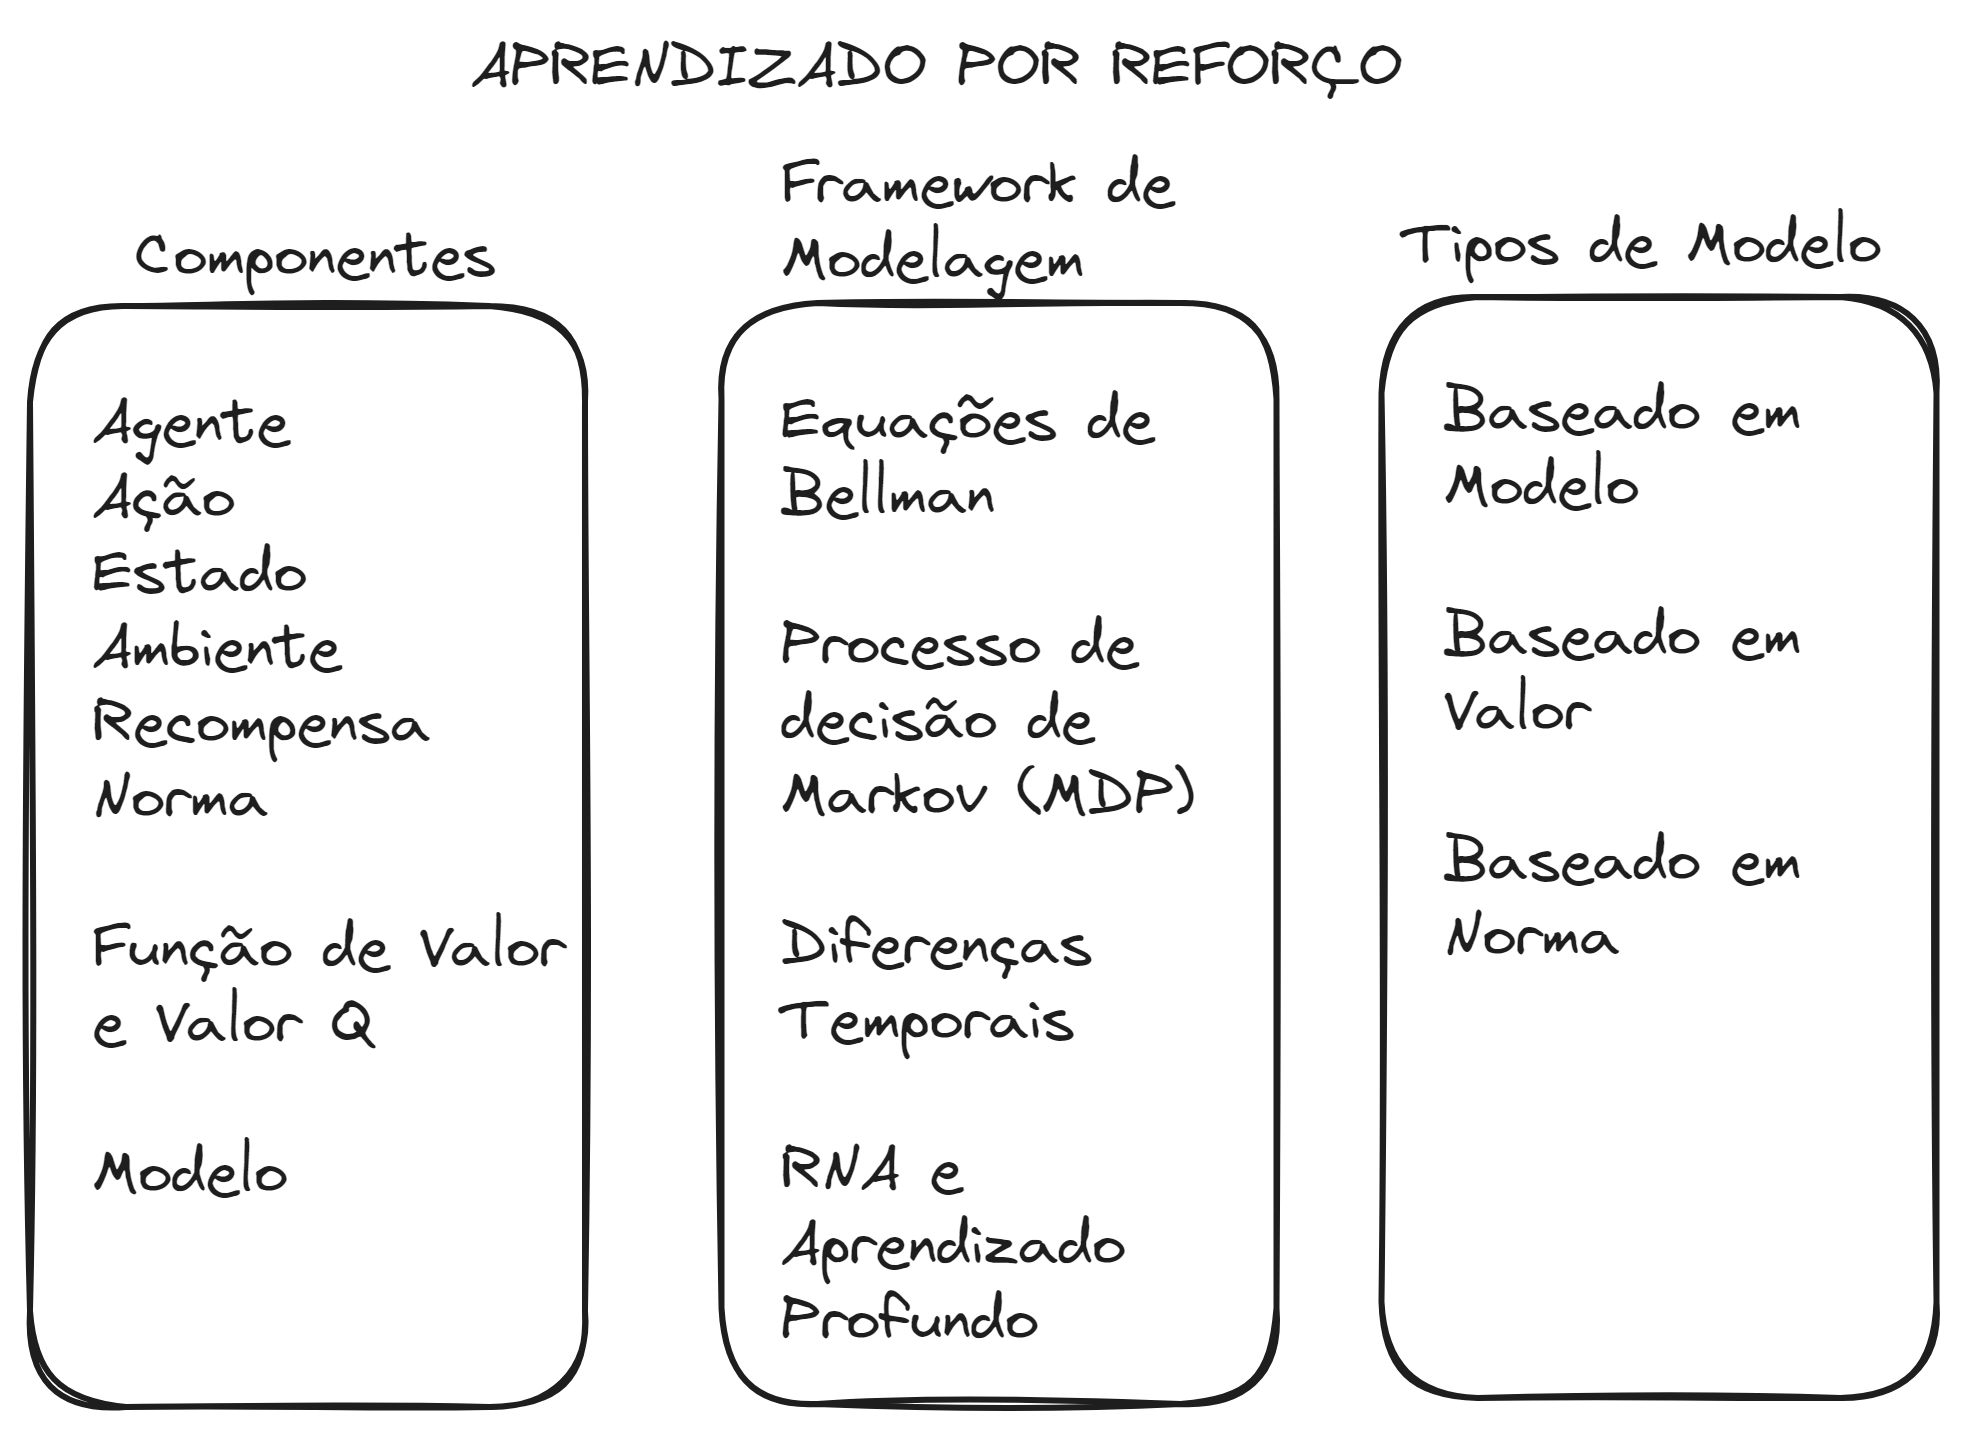 APRENDIZADO POR REFORÇO
Componentes
Agente
Ação
Estado
Ambiente
Recompensa
Norma
Função de Valor
e Valor Q
Modelo
Framework de
Modelagem
Equações de
Bellman
Processo de
decisão de
Markov (MDP)
Diferenças
Temporais
RNA e
Aprendizado
Profundo
Tipos de Modelo
Baseado em
Modelo
Baseado em
Valor
Baseado em
Norma